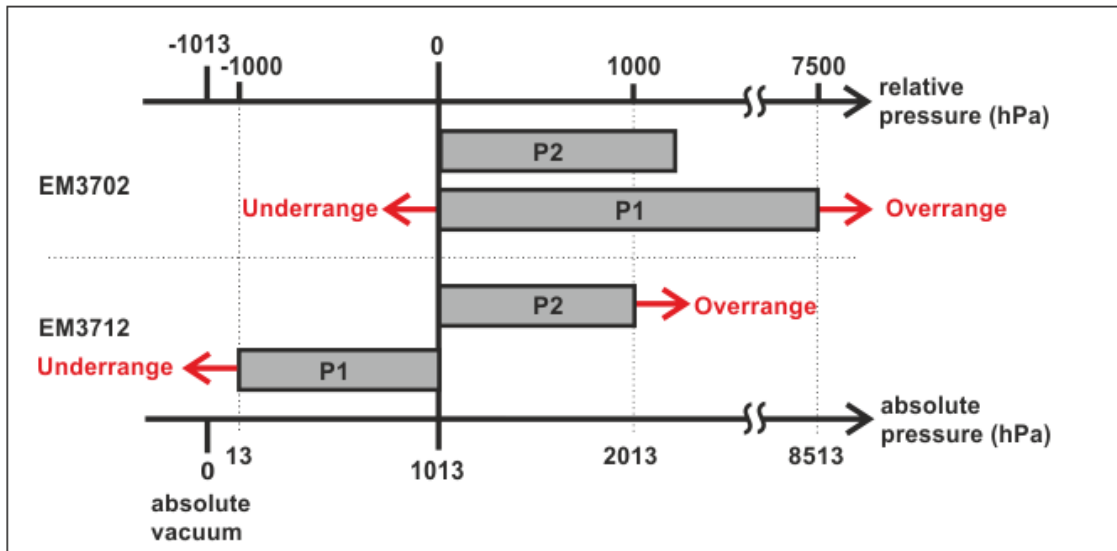 -1013
-1000
0
1000
7500
relative
pressure (hPa)
P2
EM3702
Underrange
P1
Overrange
P2
Overrange
EM3712
Underrange
P1
absolute
pressure (hPa)
0
13
1013
2013
8513
absolute
vacuum